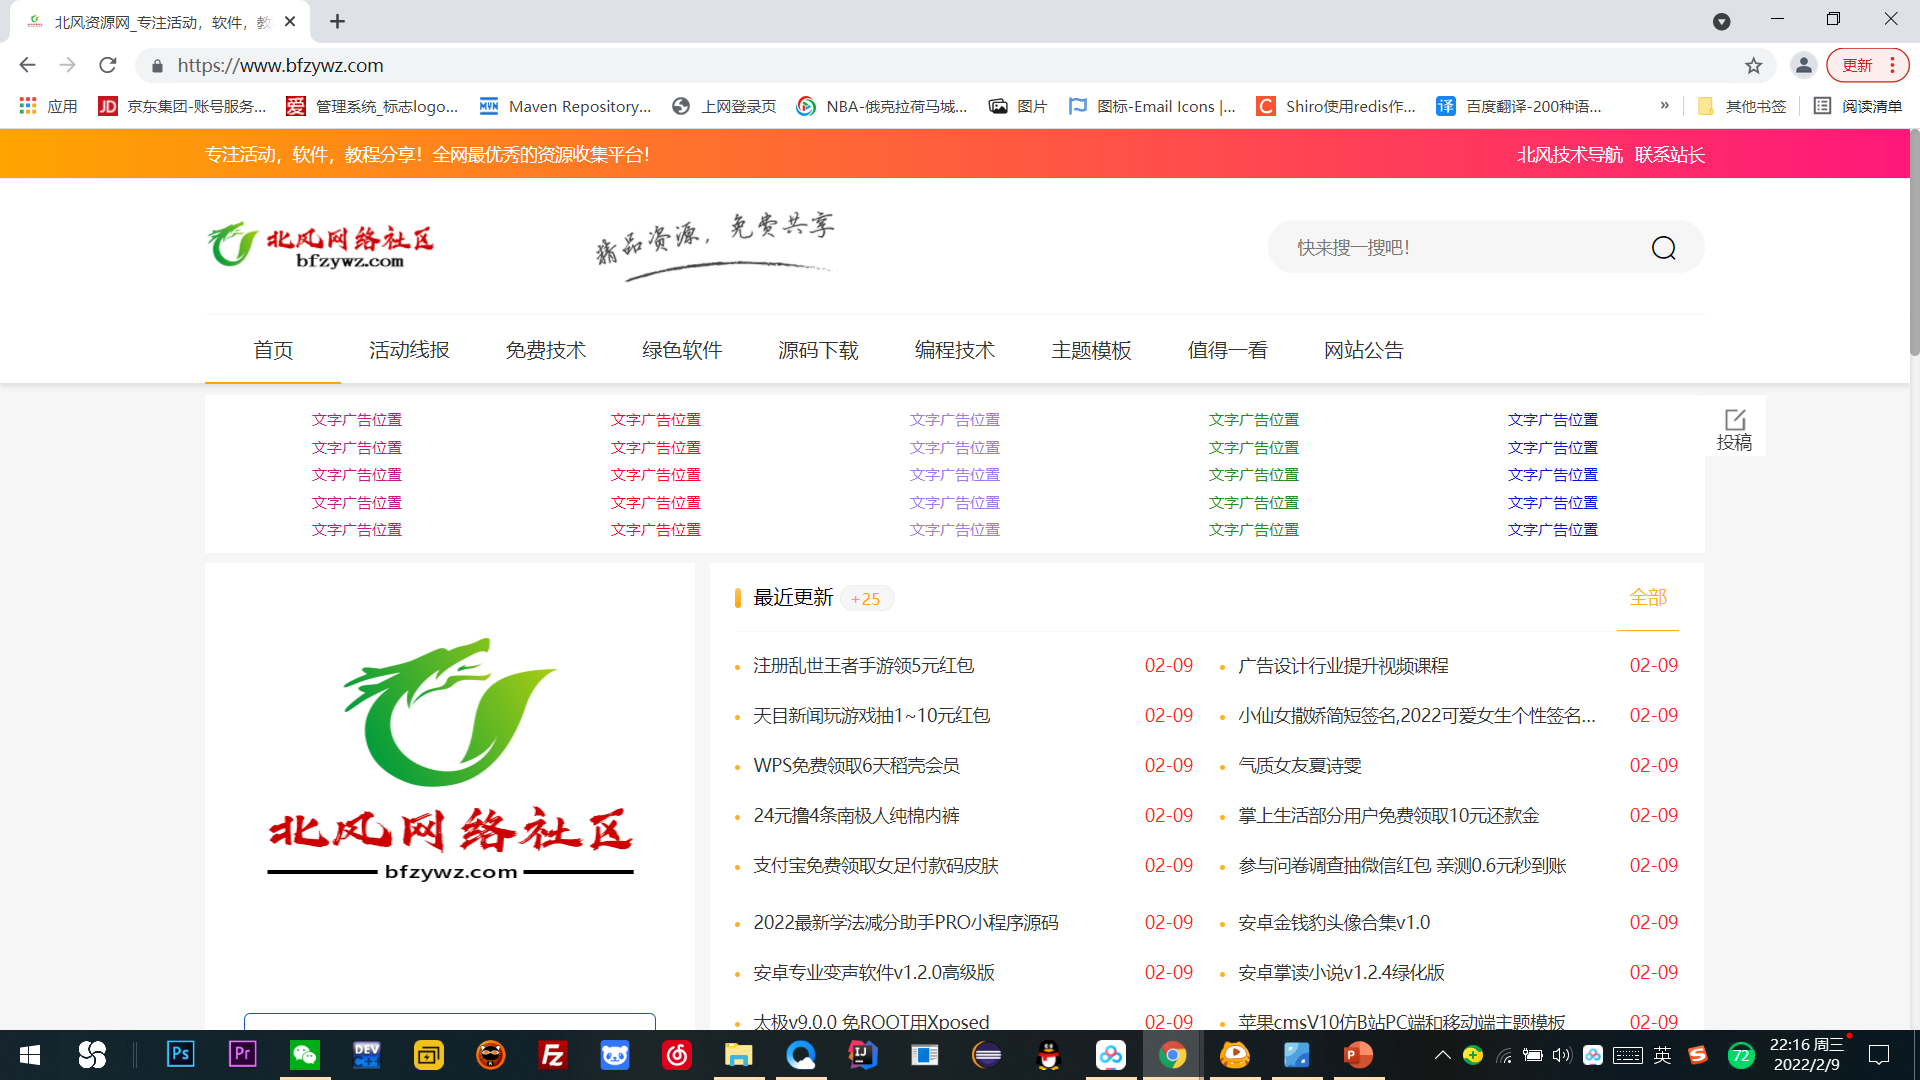 北风资源网_专注活动，软件，教
https://www.bfzywz.com
更新
应用
京东集团-账号服务...
管理系统_标志logo...
Maven Repository...
上网登录页
NBA-俄克拉荷马城...
图片
图标-Email Icons |...
Shiro使用redis作...
百度翻译-200种语...
»
其他书签
阅读清单
专注活动，软件，教程分享！全网最优秀的资源收集平台！
北风技术导航 联系站长
北风网络社区
bfzywz.com
精品资源，免费共享
快来搜一搜吧！
首页 活动线报 免费技术 绿色软件 源码下载 编程技术 主题模板 值得一看 网站公告
文字广告位置 文字广告位置 文字广告位置 文字广告位置 文字广告位置
文字广告位置 文字广告位置 文字广告位置 文字广告位置 文字广告位置
文字广告位置 文字广告位置 文字广告位置 文字广告位置 文字广告位置
文字广告位置 文字广告位置 文字广告位置 文字广告位置 文字广告位置
文字广告位置 文字广告位置 文字广告位置 文字广告位置 文字广告位置
投稿
北风网络社区
bfzywz.com
最近更新 +25 全部
注册乱世王者手游领5元红包 02-09 广告设计行业提升视频课程 02-09
天目新闻玩游戏抽1~10元红包 02-09 小仙女撒娇简短签名,2022可爱女生个性签名... 02-09
WPS免费领取6天稻壳会员 02-09 气质女友夏诗雯 02-09
24元撸4条南极人纯棉内裤 02-09 掌上生活部分用户免费领取10元还款金 02-09
支付宝免费领取女足付款码皮肤 02-09 参与问卷调查抽微信红包 亲测0.6元秒到账 02-09
2022最新学法减分助手PRO小程序源码 02-09 安卓金钱豹头像合集v1.0 02-09
安卓专业变声软件v1.2.0高级版 02-09 安卓掌读小说v1.2.4绿化版 02-09
太极v9.0.0 免ROOT用Xposed 02-09 苹果cmsV10仿B站PC端和移动端主题模板 02-09
英
72
22:16 周三
2022/2/9